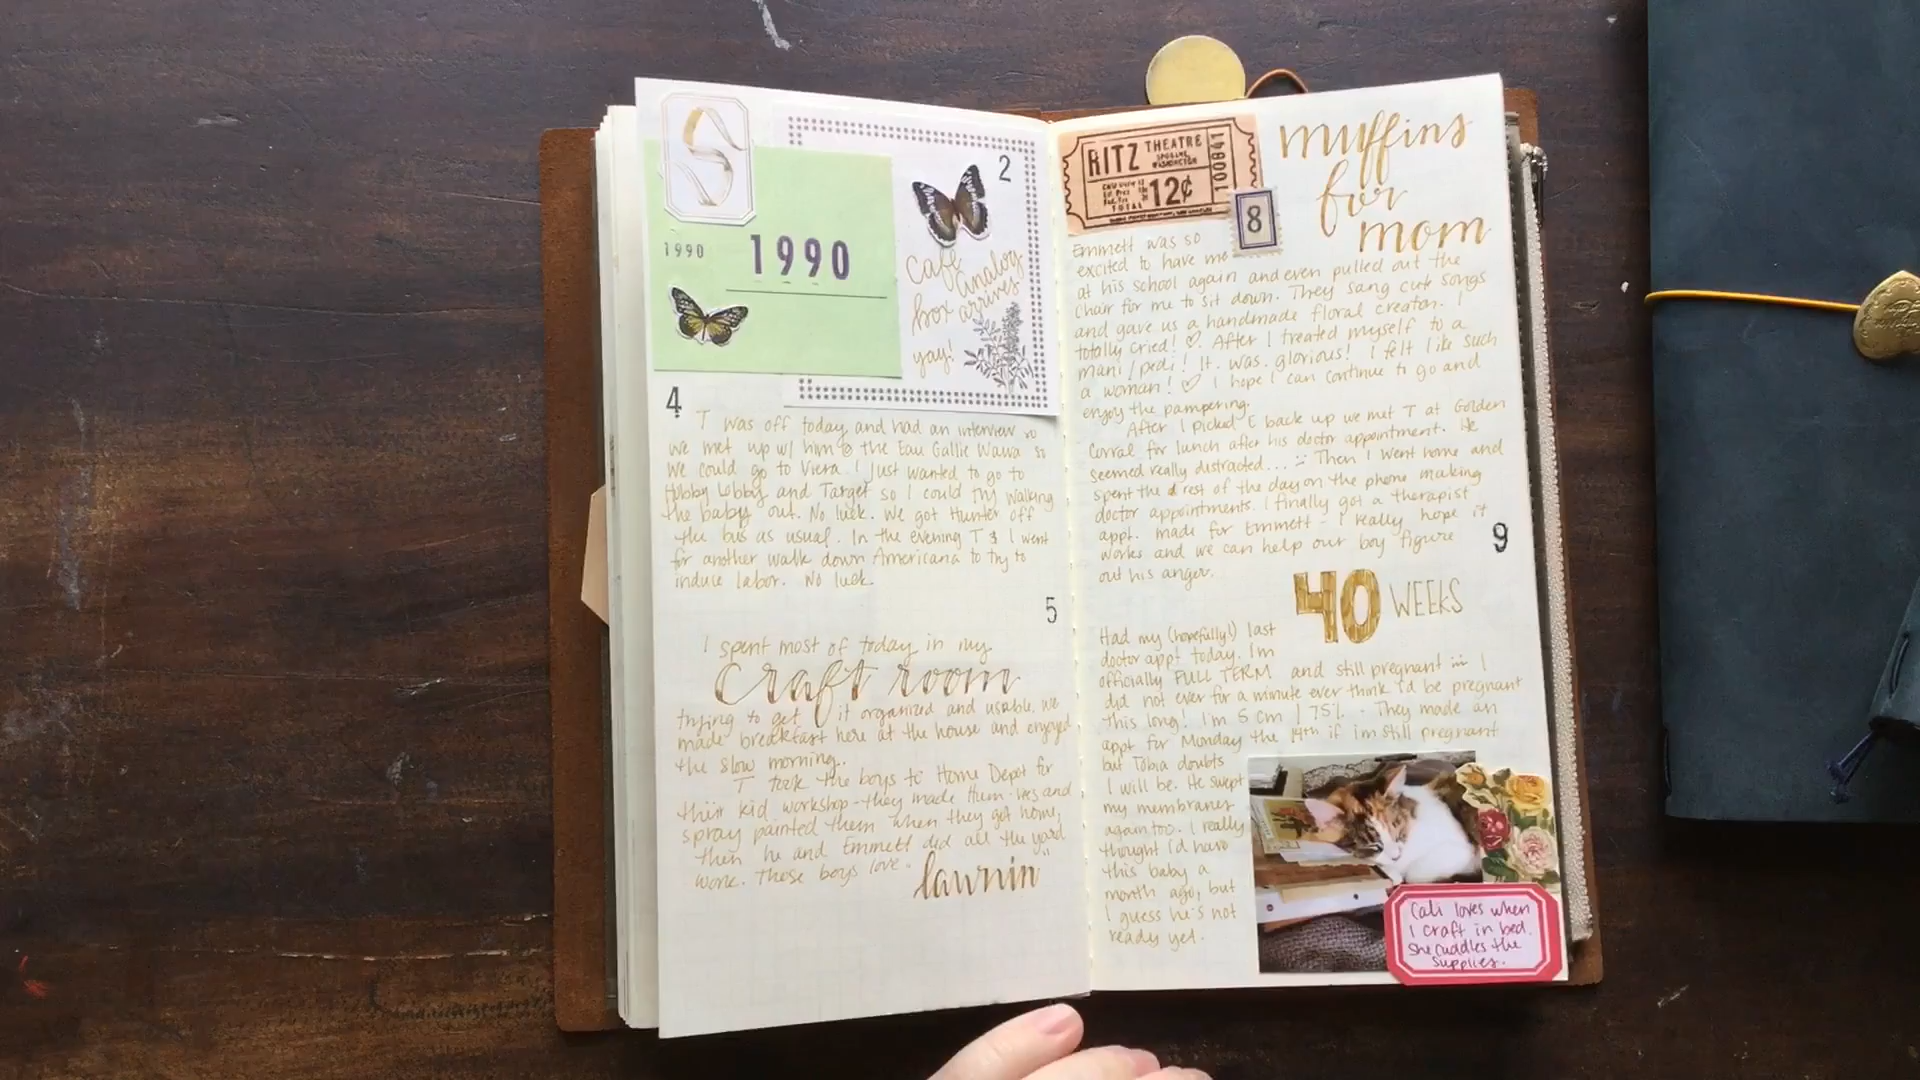 S
1990
1990
2
café
analog
box arrives
yay!
4
T was off today and had an interview so
we met up w/ him @ the Eau Gallie Wawa so
we could go to Viera. I just wanted to go to
Hobby Lobby and Target so I could try walking
the baby out. No luck. We got Hunter off
the bus as usual. In the evening T & I went
for another walk down Americana to try to
induce labor. No luck.
5
I spent most of today in my
craft room
trying to get it organized and usable. We
made breakfast here at the house and enjoyed
the slow morning.
T took the boys to Home Depot for
their kid workshop - they made them and
spray painted them when they got home,
then he and Emmett did all the yard
work. Those boys love
lawnin"
RITZ THEATRE
SPOKANE,
WASHINGTON
12¢
TOTAL
100841
8
muffins
for
mom
Emmett was so
excited to have me
at his school again and even pulled out the
chair for me to sit down. They sang cute songs
and gave us a handmade floral creation. I
totally cried! ♡ After I treated myself to a
mani/pedi! It. was. glorious! I felt like such
a woman! ♡ I hope I can continue to go and
enjoy the pampering.
After I picked E back up we met T at Golden
Corral for lunch after his doctor appointment. He
seemed really distracted... Then I went home and
spent the rest of the day on the phone making
doctor appointments. I finally got a therapist
appt. made for Emmett - I really hope it
works and we can help our boy figure
out his anger.
9
40 WEEKS
Had my (hopefully!) last
doctor appt today. I'm
officially FULL TERM and still pregnant I
did not ever for a minute ever think I'd be pregnant
this long! I'm 5 cm / 75% - They made an
appt for Monday the 14th if I'm still pregnant
but Tobia doubts
I will be. He swept
my membranes
again too. I really
thought I'd have
this baby a
month ago, but
I guess he's not
ready yet.
Cali loves when
I craft in bed.
She cuddles the
supplies.